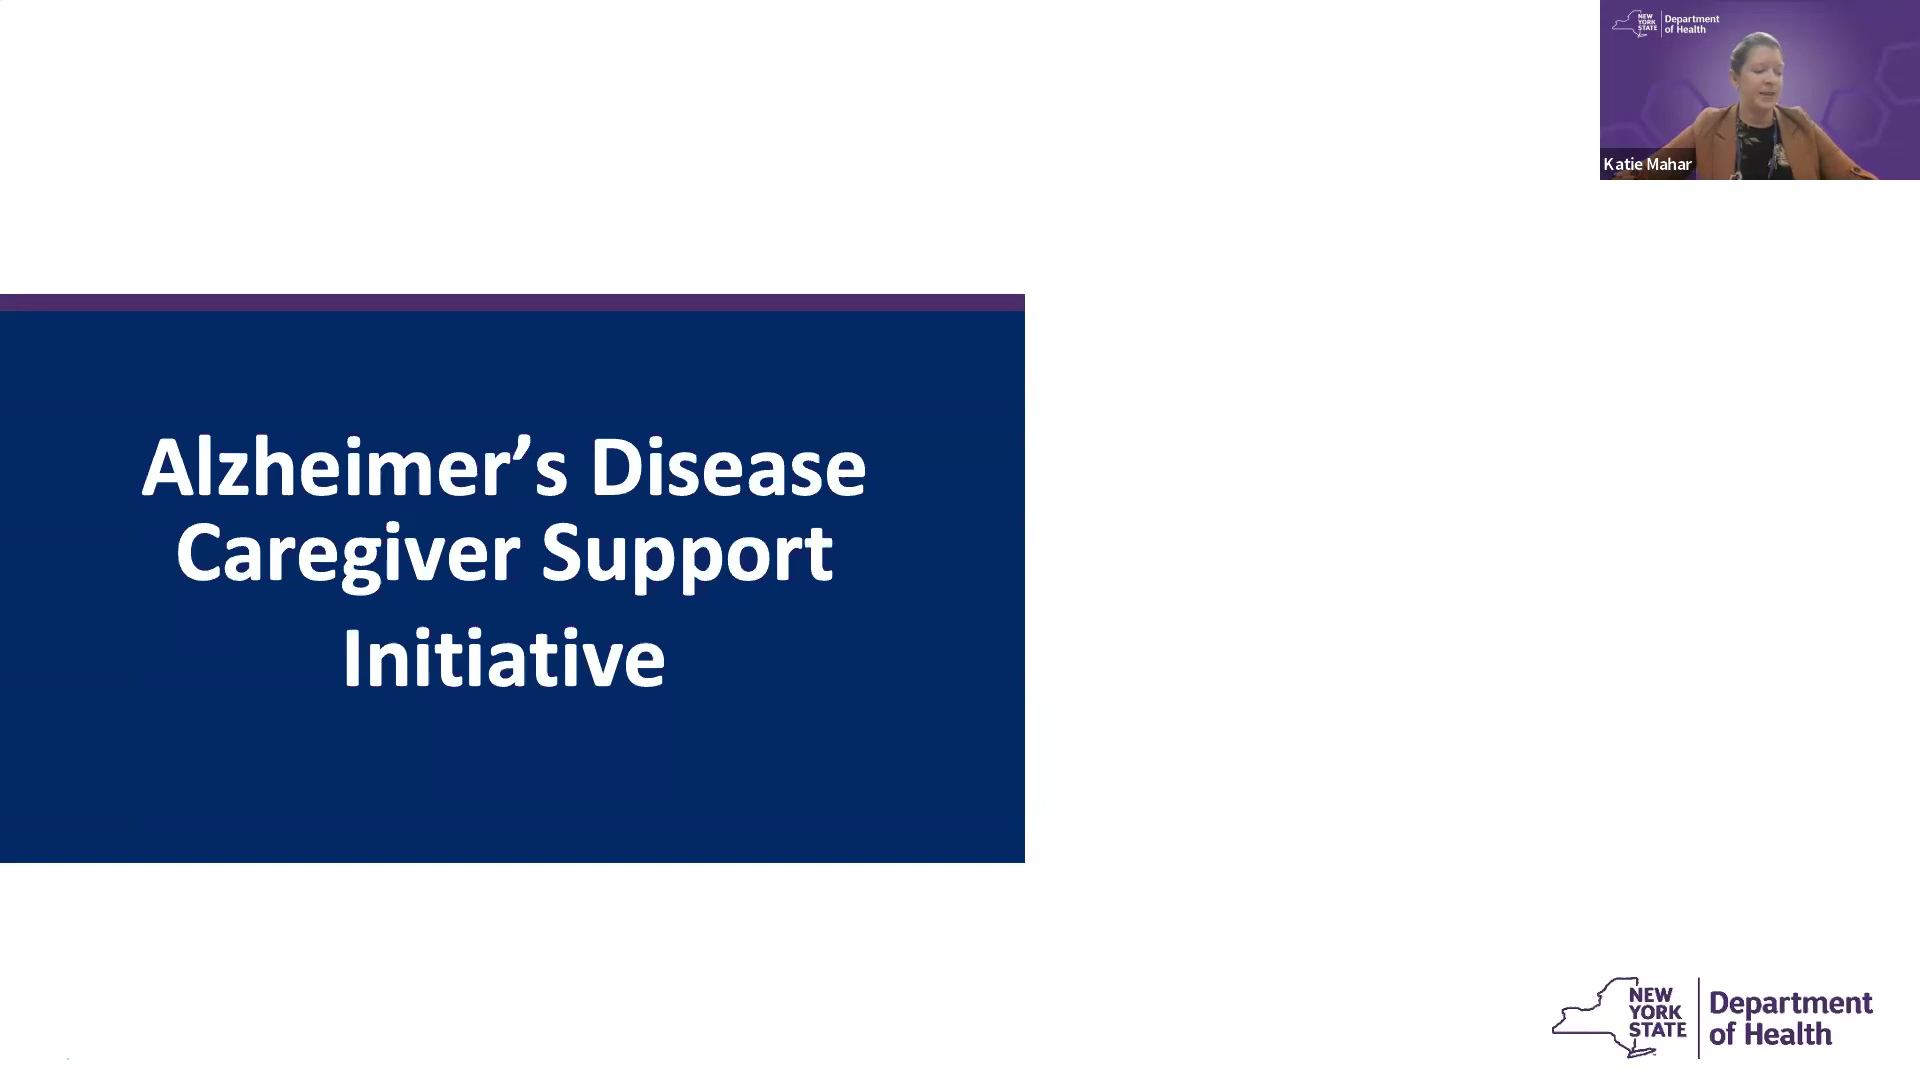 NEW
YORK
STATE
Department
of Health
Katie Mahar
Alzheimer’s Disease
Caregiver Support
Initiative
NEW
YORK
STATE
Department
of Health